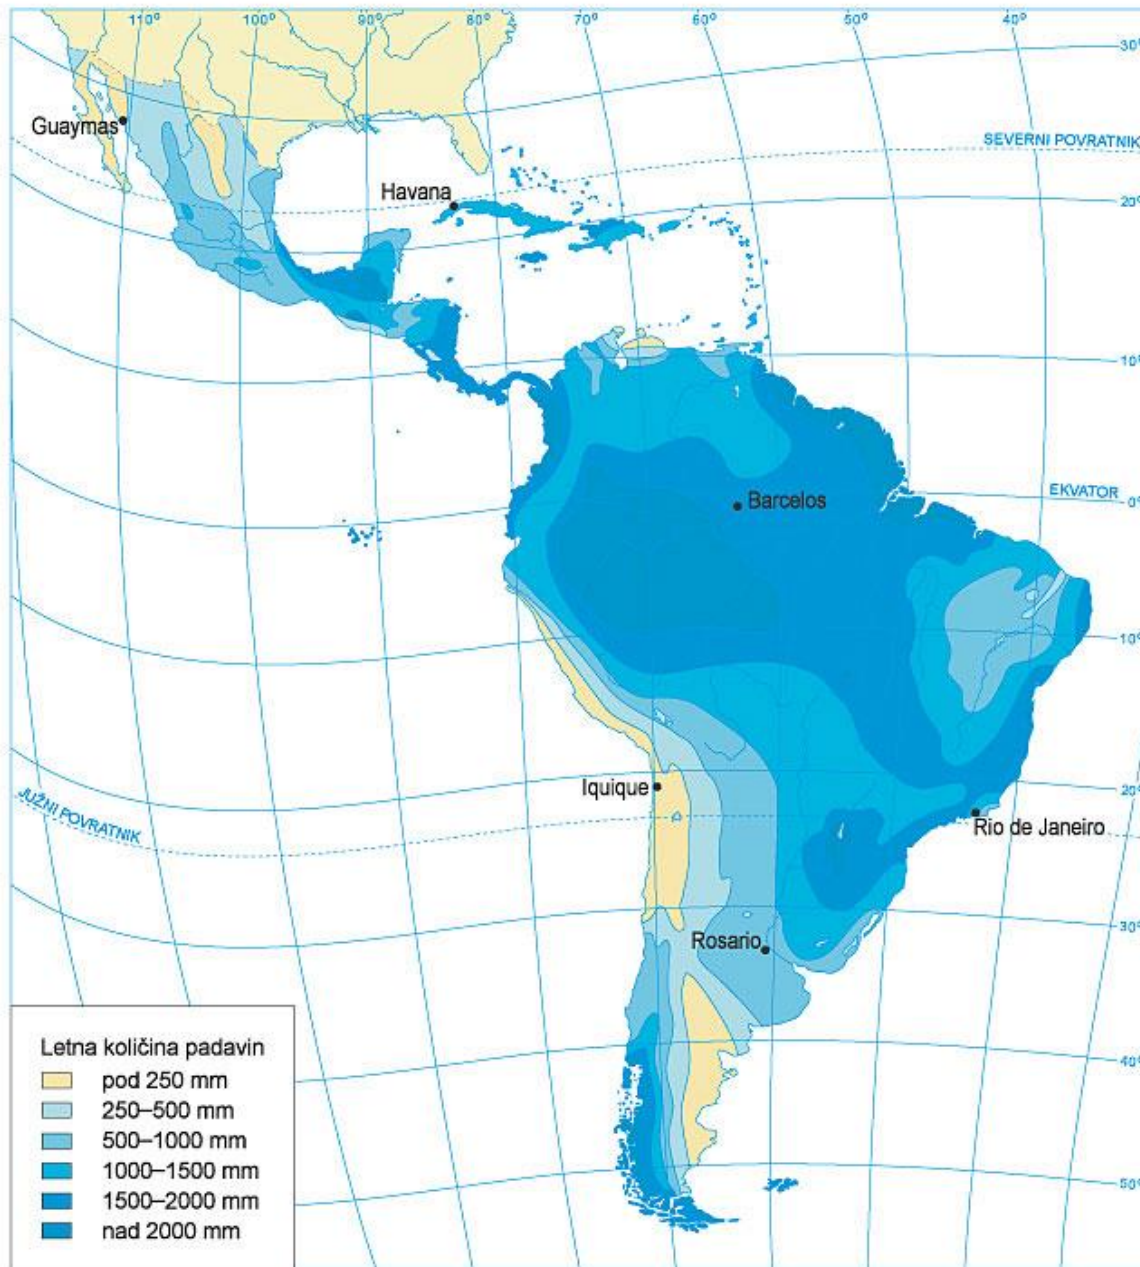 110°
100°
90°
80°
70°
60°
50°
40°
30°
Guaymas
SEVERNI POVRATNIK
Havana
20°
10°
EKVATOR
Barcelos
0°
10°
Iquique
20°
JUŽNI POVRATNIK
Rio de Janeiro
30°
Rosario
40°
50°
Letna količina padavin
pod 250 mm
250–500 mm
500–1000 mm
1000–1500 mm
1500–2000 mm
nad 2000 mm